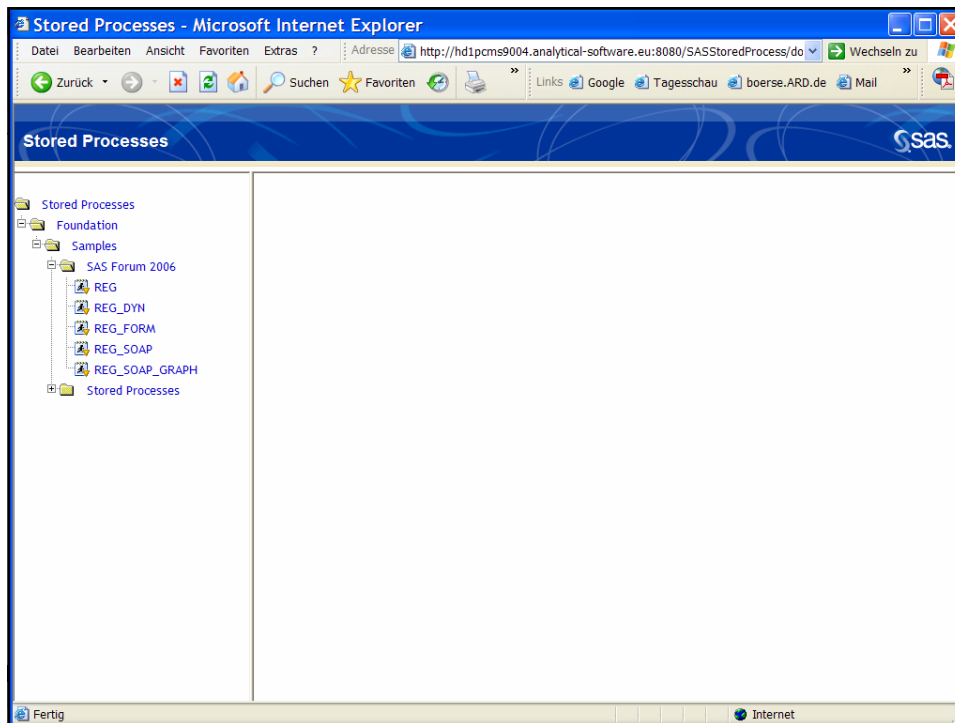 Stored Processes - Microsoft Internet Explorer
Datei Bearbeiten Ansicht Favoriten Extras ? Adresse http://hd1pcms9004.analytical-software.eu:8080/SASStoredProcess/do Wechseln zu
Zurück Suchen Favoriten » Links Google Tagesschau boerse.ARD.de Mail »
Stored Processes sas.
Stored Processes
Foundation
Samples
SAS Forum 2006
REG
REG_DYN
REG_FORM
REG_SOAP
REG_SOAP_GRAPH
Stored Processes
Fertig Internet